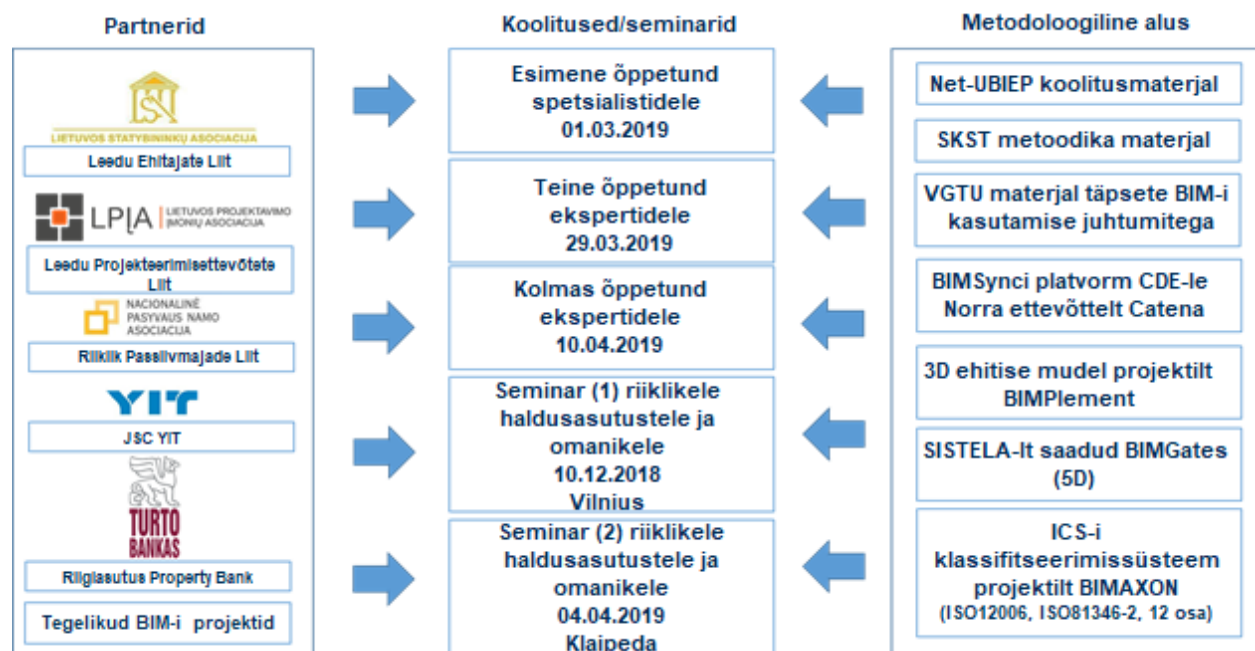 Partnerid
LIETUVOS STATYBININKŲ ASOCIACIJA
Leedu Ehitajate Liit
LPĮA
LIETUVOS PROJEKTAVIMO
ĮMONIŲ ASOCIACIJA
Leedu Projekteerimisettevõtete
Liit
NACIONALINĖ
PASYVAUS NAMO
ASOCIACIJA
Riiklik Passiivmajade Liit
YIT
JSC YIT
TURTO
BANKAS
Riigiasutus Property Bank
Tegelikud BIM-i projektid
Koolitused/seminarid
Esimene õppetund
spetsialistidele
01.03.2019
Teine õppetund
ekspertidele
29.03.2019
Kolmas õppetund
ekspertidele
10.04.2019
Seminar (1) riiklikele
haldusasutustele ja
omanikele
10.12.2018
Vilnius
Seminar (2) riiklikele
haldusasutustele ja
omanikele
04.04.2019
Klaipeda
Metodoloogiline alus
Net-UBIEP koolitusmaterjal
SKST metoodika materjal
VGTU materjal täpsete BIM-i
kasutamise juhtumitega
BIMSynci platvorm CDE-le
Norra ettevõttelt Catena
3D ehitise mudel projektilt
BIMPlement
SISTELA-lt saadud BIMGates
(5D)
ICS-i
klassifitseerimissüsteem
projektilt BIMAXON
(ISO12006, ISO81346-2, 12 osa)